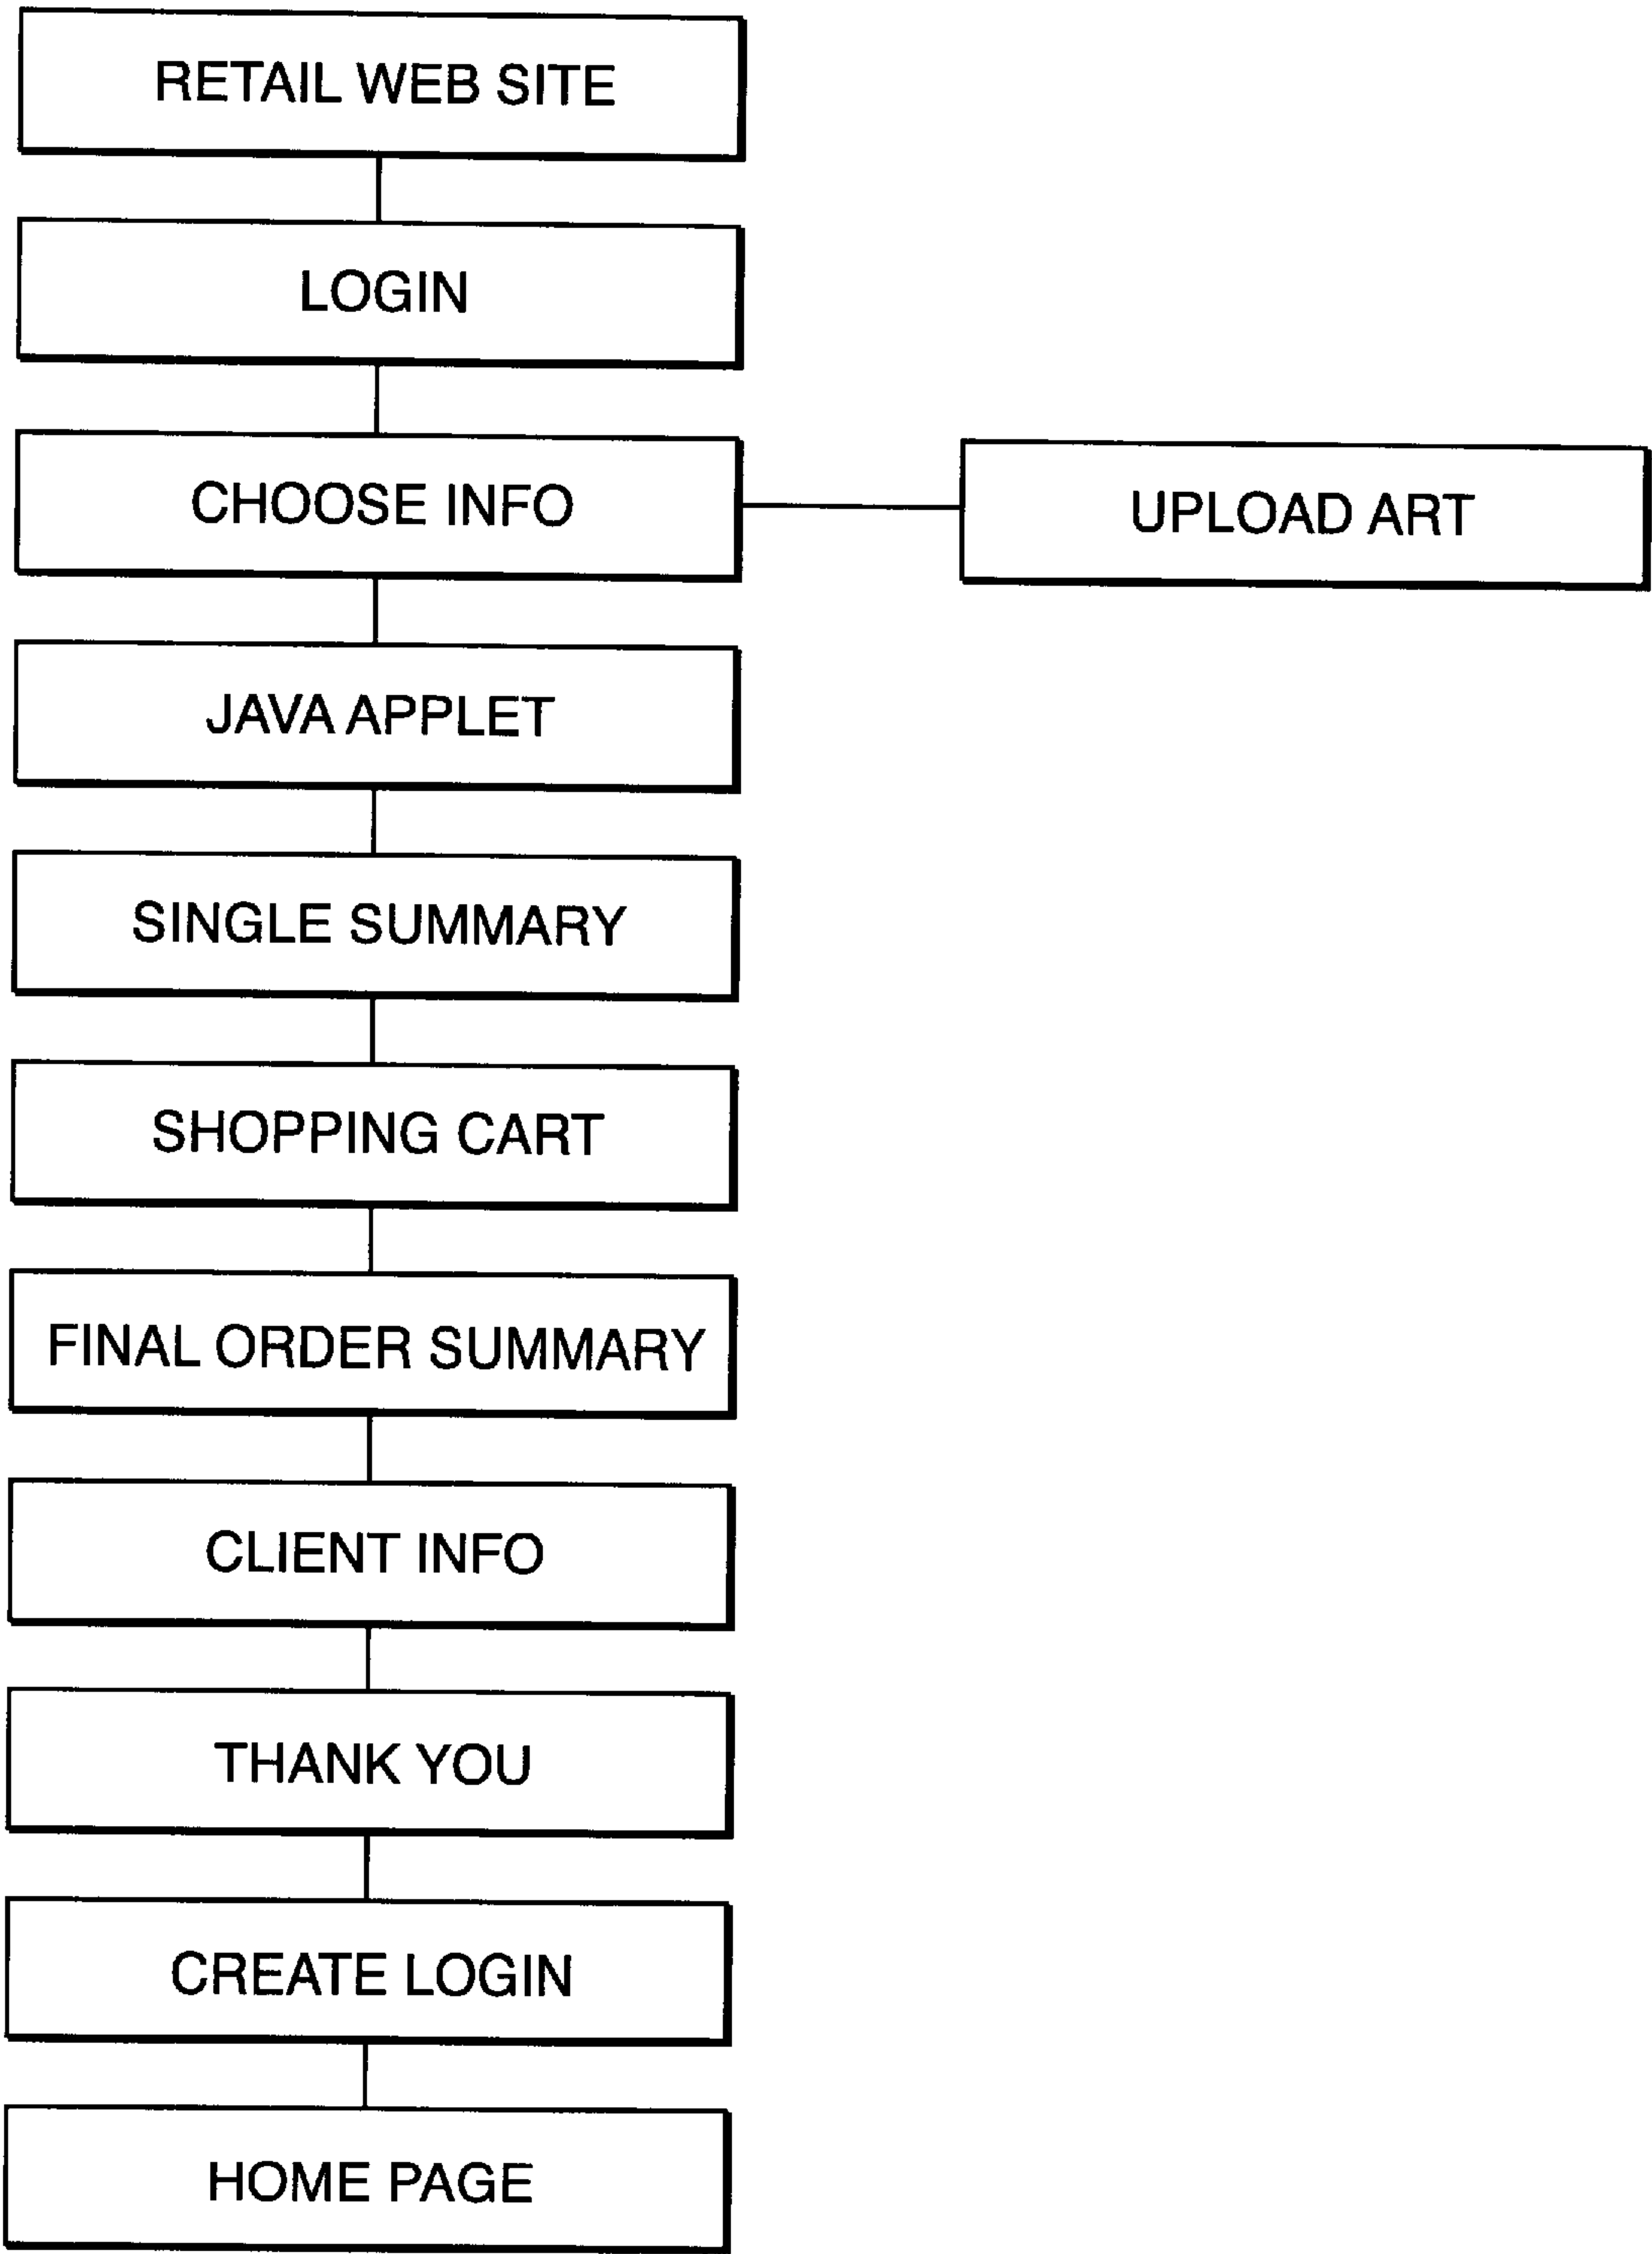 RETAIL WEB SITE
LOGIN
CHOOSE INFO
UPLOAD ART
JAVA APPLET
SINGLE SUMMARY
SHOPPING CART
FINAL ORDER SUMMARY
CLIENT INFO
THANK YOU
CREATE LOGIN
HOME PAGE